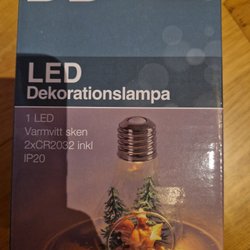 LED
Dekorationslampa
1 LED
Varmvitt sken
2xCR2032 inkl
IP20